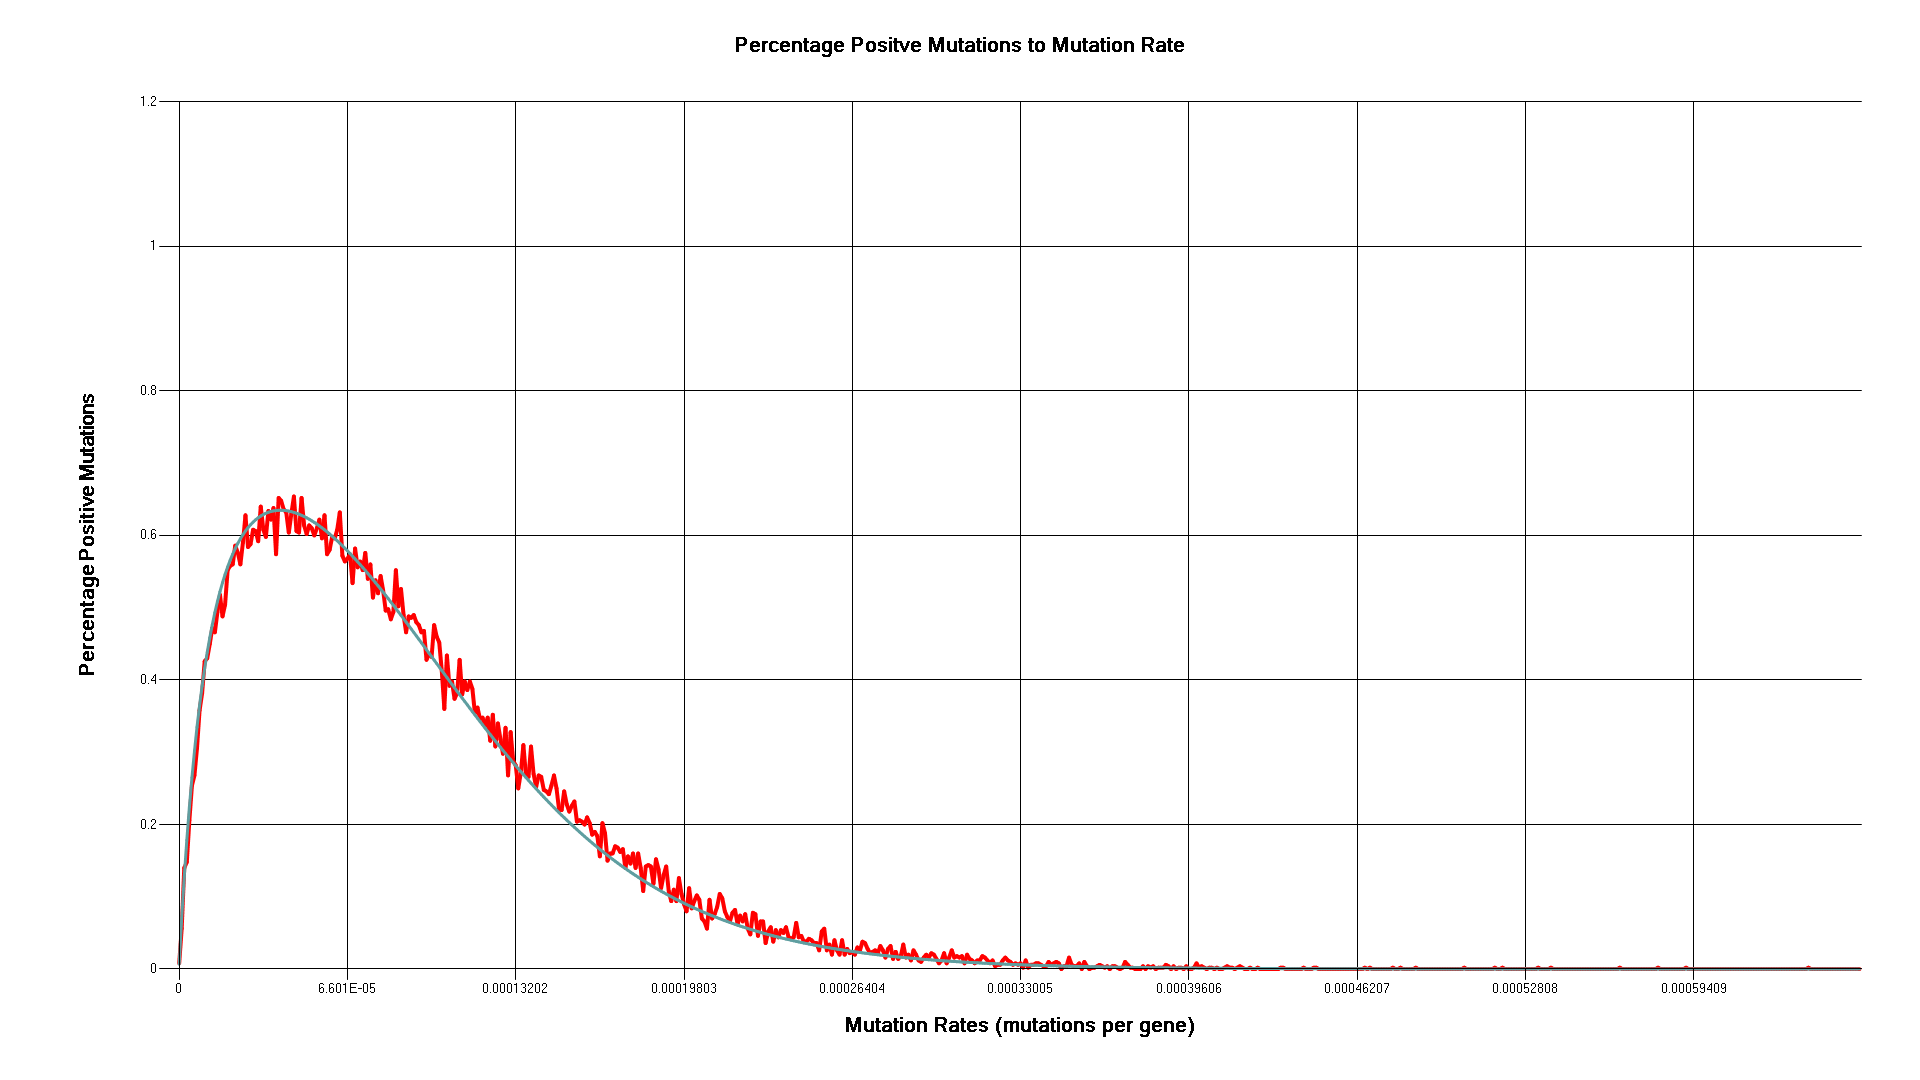 Percentage Positve Mutations to Mutation Rate
1.2
1
0.8
0.6
0.4
0.2
0
Percentage Positive Mutations
0 6.601E-05 0.00013202 0.00019803 0.00026404 0.00033005 0.00039606 0.00046207 0.00052808 0.00059409
Mutation Rates (mutations per gene)